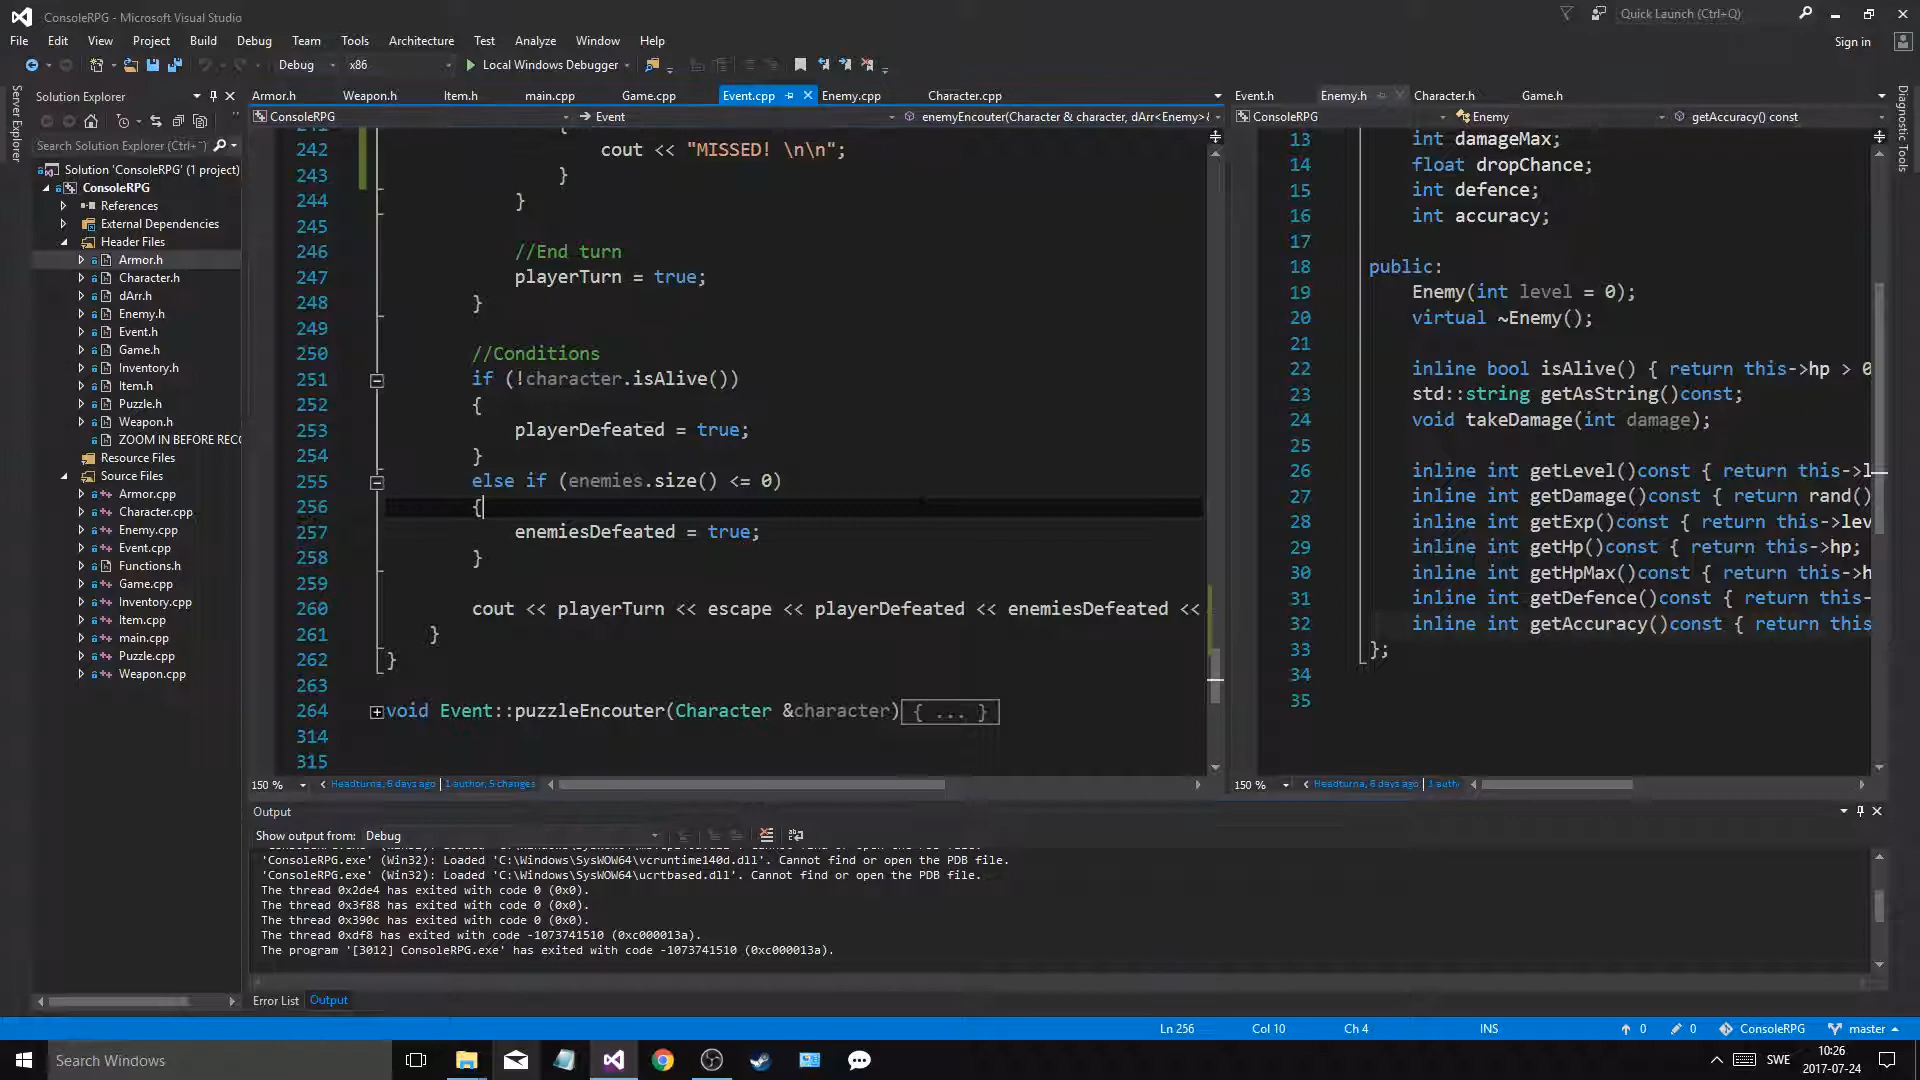 ConsoleRPG - Microsoft Visual Studio
Quick Launch (Ctrl+Q)
File Edit View Project Build Debug Team Tools Architecture Test Analyze Window Help
Sign in
Debug x86 Local Windows Debugger
Server Explorer
Solution Explorer
Search Solution Explorer (Ctrl+¨)
Solution 'ConsoleRPG' (1 project)
ConsoleRPG
References
External Dependencies
Header Files
Armor.h
Character.h
dArr.h
Enemy.h
Event.h
Game.h
Inventory.h
Item.h
Puzzle.h
Weapon.h
ZOOM IN BEFORE REC
Resource Files
Source Files
Armor.cpp
Character.cpp
Enemy.cpp
Event.cpp
Functions.h
Game.cpp
Inventory.cpp
Item.cpp
main.cpp
Puzzle.cpp
Weapon.cpp
Armor.h Weapon.h Item.h main.cpp Game.cpp Event.cpp Enemy.cpp Character.cpp
ConsoleRPG Event enemyEncouter(Character & character, dArr<Enemy>&
241 {
242 cout << "MISSED! \n\n";
243 }
244 }
245
246 //End turn
247 playerTurn = true;
248 }
249
250 //Conditions
251 if (!character.isAlive())
252 {
253 playerDefeated = true;
254 }
255 else if (enemies.size() <= 0)
256 {
257 enemiesDefeated = true;
258 }
259
260 cout << playerTurn << escape << playerDefeated << enemiesDefeated <<
261 }
262 }
263
264 void Event::puzzleEncouter(Character &character) { ... }
314
315
150 % Headturna, 6 days ago | 1 author, 5 changes
Event.h Enemy.h Character.h Game.h
ConsoleRPG Enemy getAccuracy() const
13 int damageMax;
14 float dropChance;
15 int defence;
16 int accuracy;
17
18 public:
19 Enemy(int level = 0);
20 virtual ~Enemy();
21
22 inline bool isAlive() { return this->hp > 0
23 std::string getAsString()const;
24 void takeDamage(int damage);
25
26 inline int getLevel()const { return this->l
27 inline int getDamage()const { return rand()
28 inline int getExp()const { return this->lev
29 inline int getHp()const { return this->hp;
30 inline int getHpMax()const { return this->h
31 inline int getDefence()const { return this-
32 inline int getAccuracy()const { return this
33 };
34
35
150 % Headturna, 6 days ago | 1 auth
Diagnostic Tools
Output
Show output from: Debug
'ConsoleRPG.exe' (Win32): Loaded 'C:\Windows\SysWOW64\vcruntime140d.dll'. Cannot find or open the PDB file.
'ConsoleRPG.exe' (Win32): Loaded 'C:\Windows\SysWOW64\ucrtbased.dll'. Cannot find or open the PDB file.
The thread 0x2de4 has exited with code 0 (0x0).
The thread 0x3f88 has exited with code 0 (0x0).
The thread 0x390c has exited with code 0 (0x0).
The thread 0xdf8 has exited with code -1073741510 (0xc000013a).
The program '[3012] ConsoleRPG.exe' has exited with code -1073741510 (0xc000013a).
Error List Output
Ln 256 Col 10 Ch 4 INS 0 0 ConsoleRPG master
Search Windows
SWE
10:26
2017-07-24